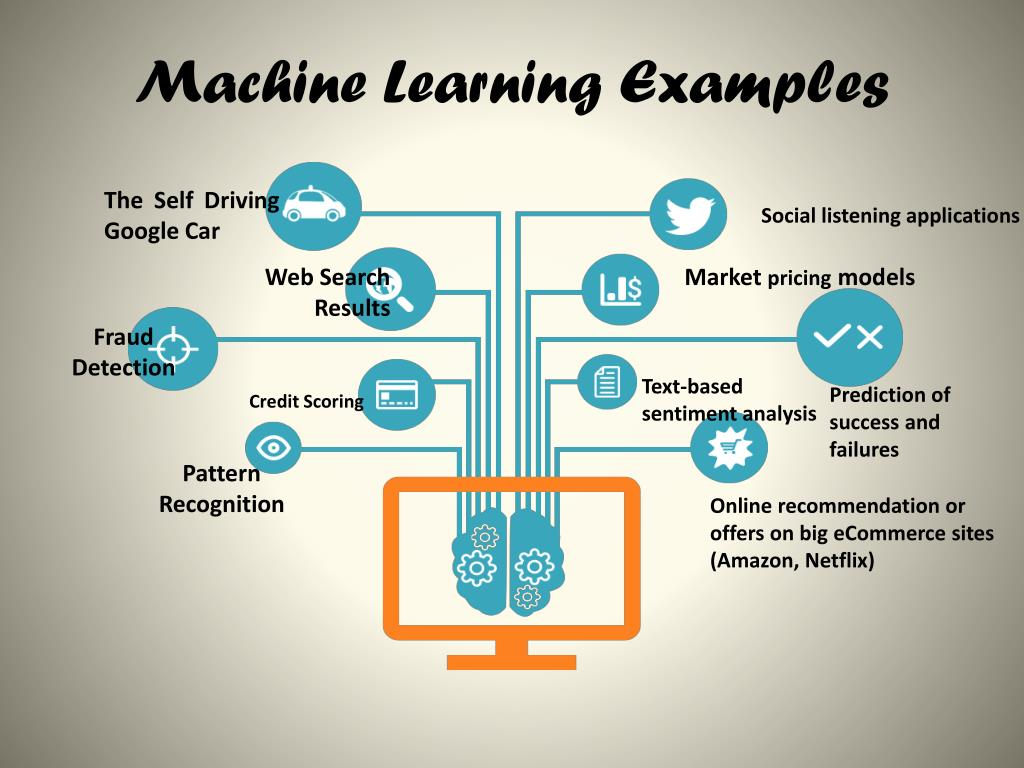 Machine Learning Examples
The Self Driving
Google Car
Social listening applications
Web Search
Results
Market pricing models
Fraud
Detection
Credit Scoring
Text-based
sentiment analysis
Prediction of
success and
failures
Pattern
Recognition
Online recommendation or
offers on big eCommerce sites
(Amazon, Netflix)
$